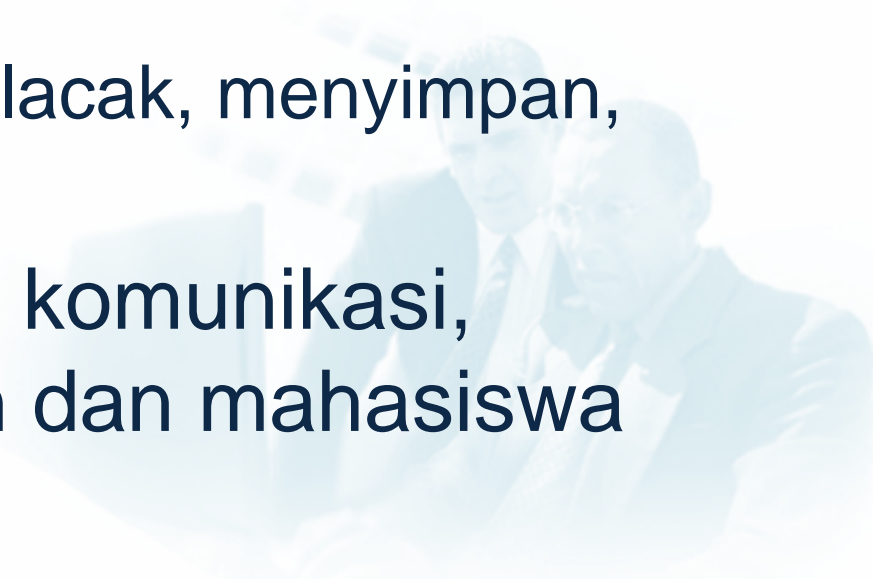 lacak, menyimpan,
komunikasi,
dan mahasiswa